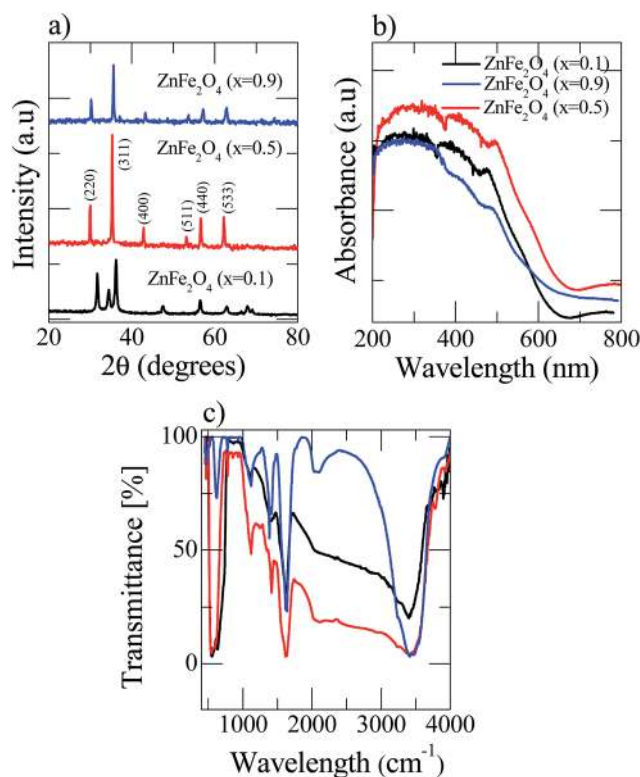 a)
Intensity (a.u)
ZnFe₂O₄ (x=0.9)
ZnFe₂O₄ (x=0.5)
(220)
(311)
(400)
(511)
(440)
(533)
ZnFe₂O₄ (x=0.1)
20 40 60 80
2θ (degrees)
b)
Absorbance (a.u)
ZnFe₂O₄ (x=0.1)
ZnFe₂O₄ (x=0.9)
ZnFe₂O₄ (x=0.5)
200 400 600 800
Wavelength (nm)
c)
Transmittance [%]
100
50
0
1000 2000 3000 4000
Wavelength (cm⁻¹)